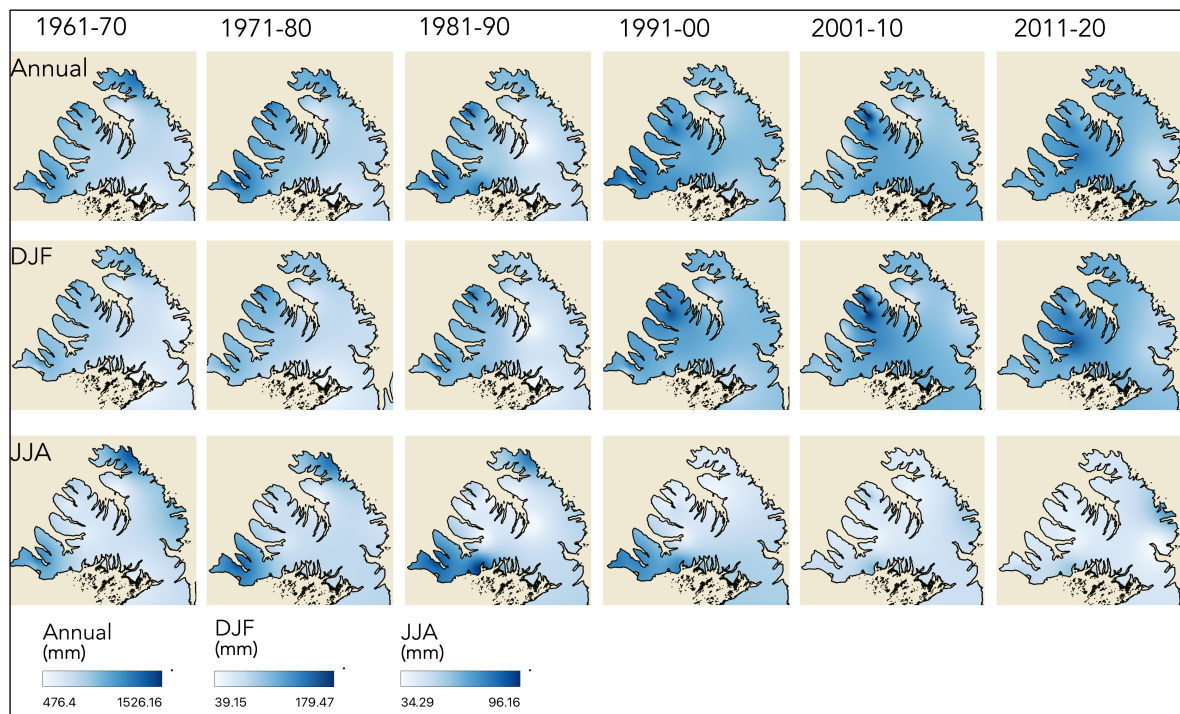 1961-70 1971-80 1981-90 1991-00 2001-10 2011-20
Annual
DJF
JJA
Annual DJF JJA
(mm) (mm) (mm)
476.4 1526.16 39.15 179.47 34.29 96.16